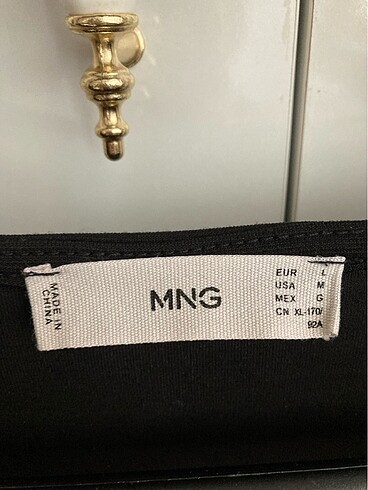 MADE IN
CHINA
MNG
EUR L
USA M
MEX G
CN XL-170/
92A